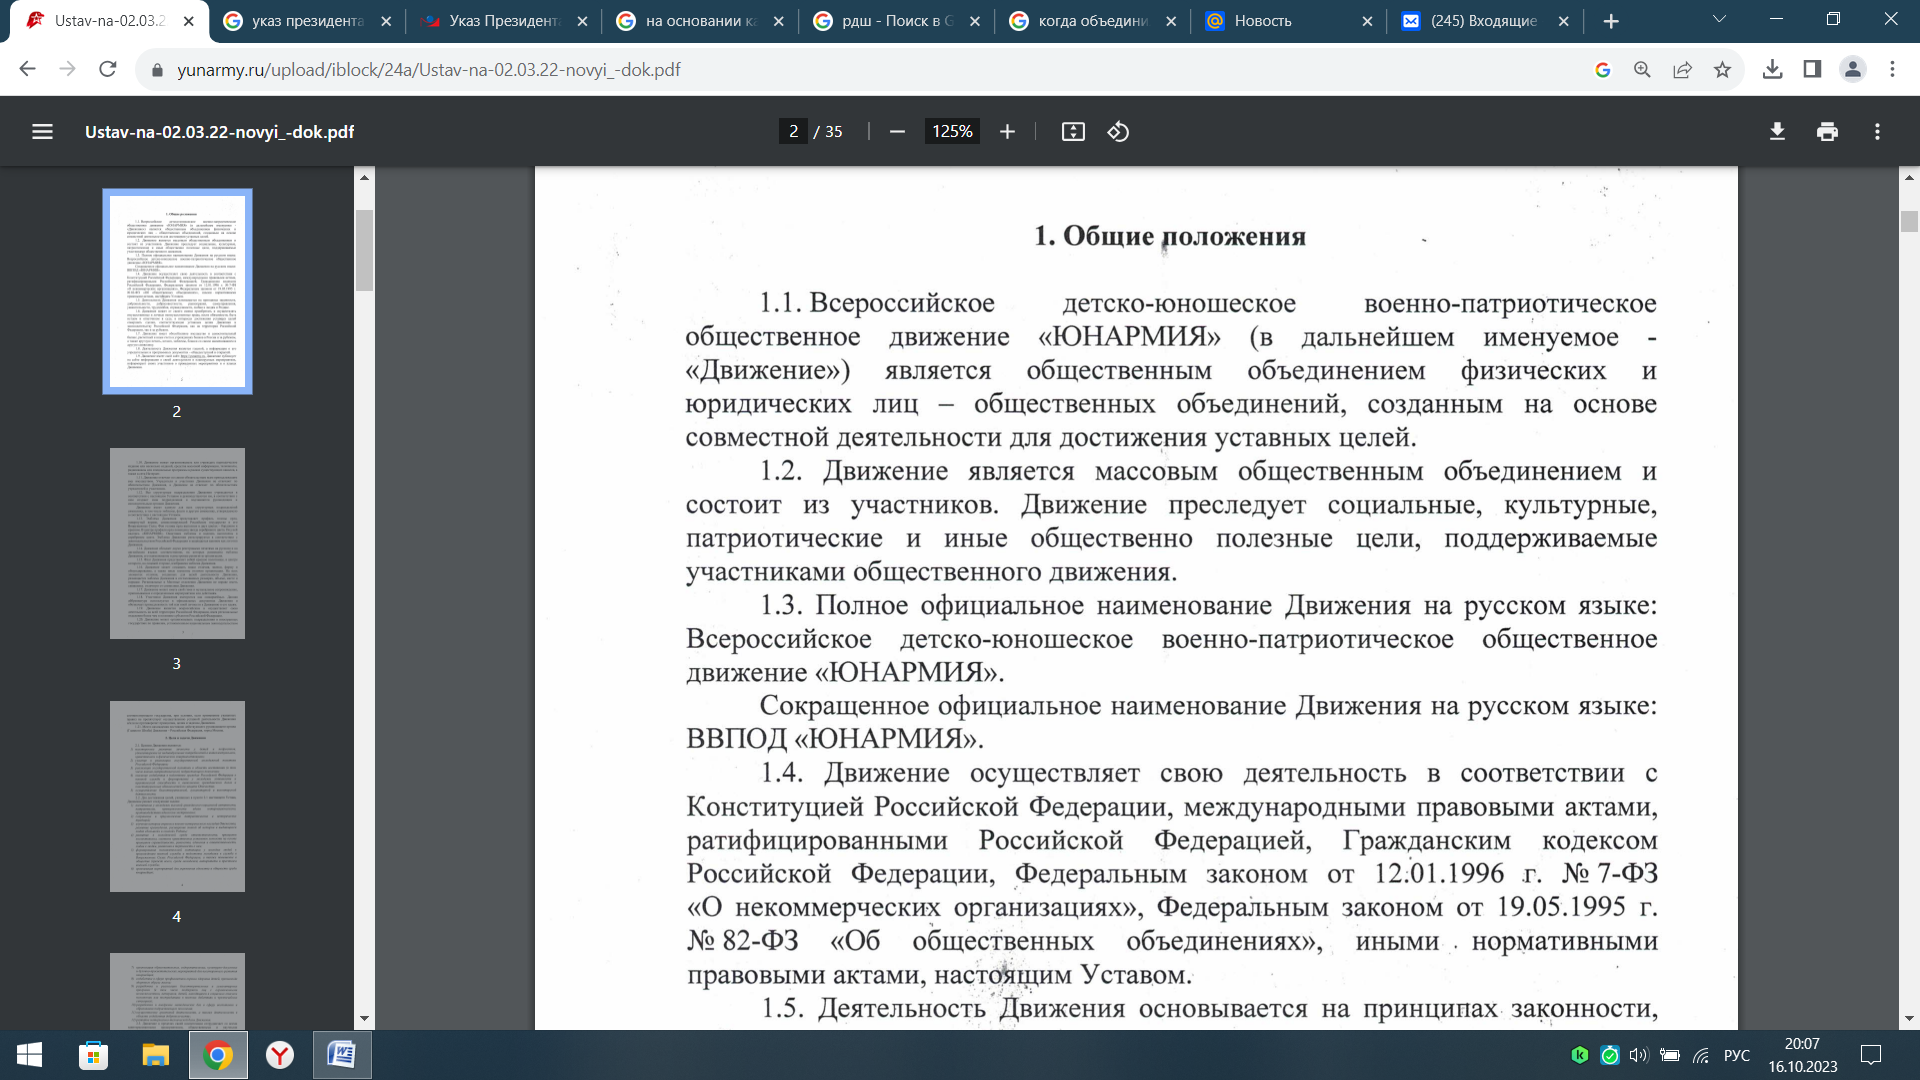 Ustav-na-02.03.22
указ президента
Указ Президент
на основании ка
рдш - Поиск в G
когда объедини
Новость
(245) Входящие
yunarmy.ru/upload/iblock/24a/Ustav-na-02.03.22-novyi_-dok.pdf
Ustav-na-02.03.22-novyi_-dok.pdf
2 / 35
125%
2
3
4
1. Общие положения
1.1. Всероссийское детско-юношеское военно-патриотическое
общественное движение «ЮНАРМИЯ» (в дальнейшем именуемое -
«Движение») является общественным объединением физических и
юридических лиц – общественных объединений, созданным на основе
совместной деятельности для достижения уставных целей.
1.2. Движение является массовым общественным объединением и
состоит из участников. Движение преследует социальные, культурные,
патриотические и иные общественно полезные цели, поддерживаемые
участниками общественного движения.
1.3. Полное официальное наименование Движения на русском языке:
Всероссийское детско-юношеское военно-патриотическое общественное
движение «ЮНАРМИЯ».
Сокращенное официальное наименование Движения на русском языке:
ВВПОД «ЮНАРМИЯ».
1.4. Движение осуществляет свою деятельность в соответствии с
Конституцией Российской Федерации, международными правовыми актами,
ратифицированными Российской Федерацией, Гражданским кодексом
Российской Федерации, Федеральным законом от 12.01.1996 г. № 7-ФЗ
«О некоммерческих организациях», Федеральным законом от 19.05.1995 г.
№ 82-ФЗ «Об общественных объединениях», иными нормативными
правовыми актами, настоящим Уставом.
1.5. Деятельность Движения основывается на принципах законности,
РУС
20:07
16.10.2023